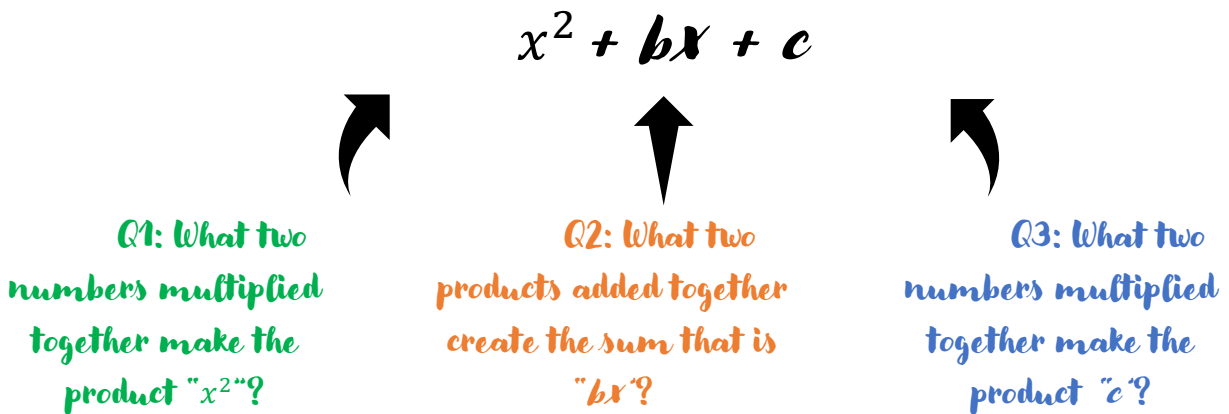 x² + bx + c
Q1: What two
numbers multiplied
together make the
product "x²"?
Q2: What two
products added together
create the sum that is
"bx"?
Q3: What two
numbers multiplied
together make the
product "c"?